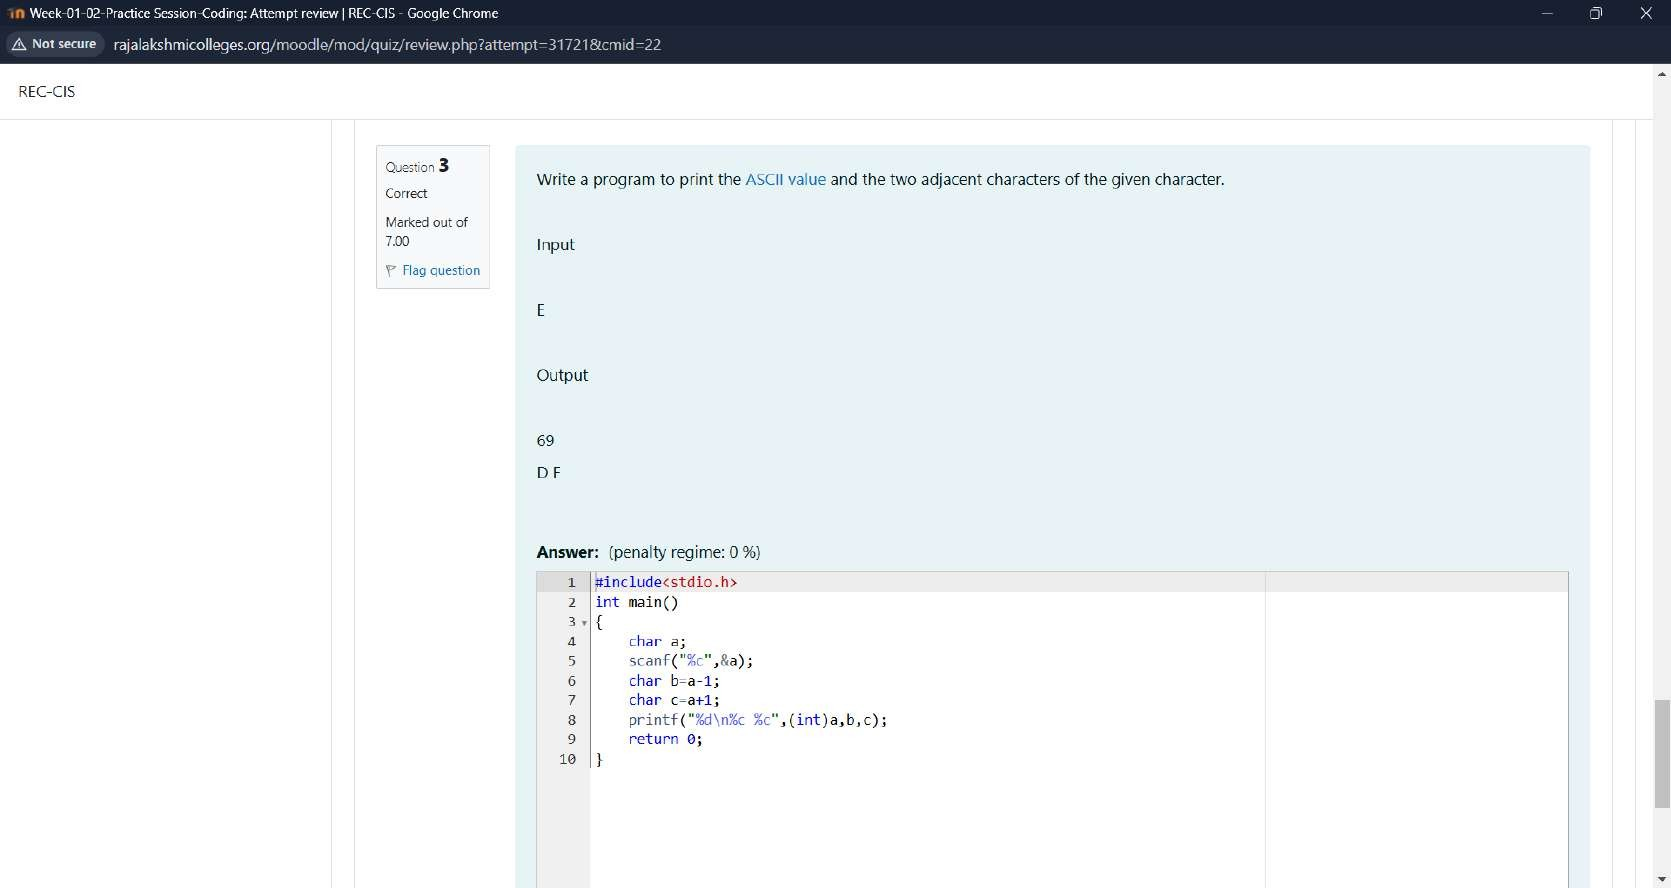 Week-01-02-Practice Session-Coding: Attempt review | REC-CIS - Google Chrome
Not secure rajalakshmicolleges.org/moodle/mod/quiz/review.php?attempt=31721&cmid=22
REC-CIS
Question 3
Correct
Marked out of
7.00
Flag question
Write a program to print the ASCII value and the two adjacent characters of the given character.
Input
E
Output
69
D F
Answer: (penalty regime: 0 %)
1 #include<stdio.h>
2 int main()
3 {
4 char a;
5 scanf("%c",&a);
6 char b=a-1;
7 char c=a+1;
8 printf("%d\n%c %c",(int)a,b,c);
9 return 0;
10 }